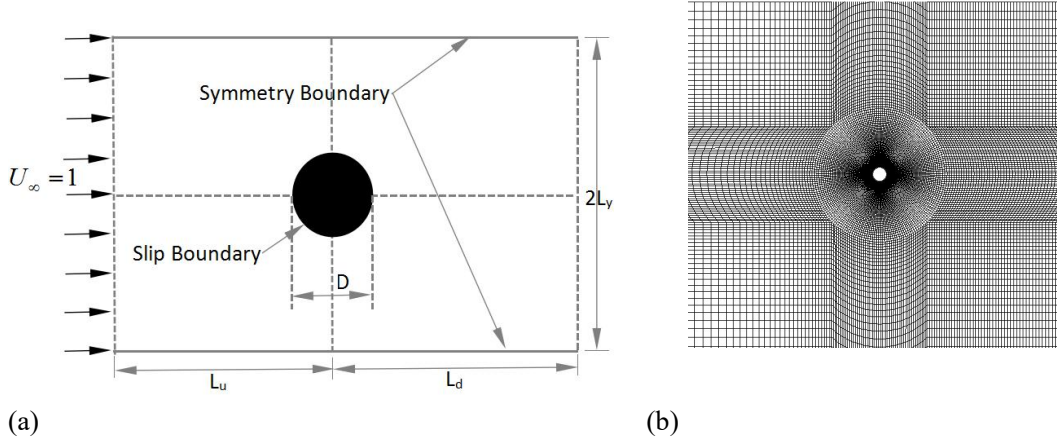 Symmetry Boundary
U∞ = 1
2Ly
Slip Boundary
D
Lu
Ld
(a)
(b)